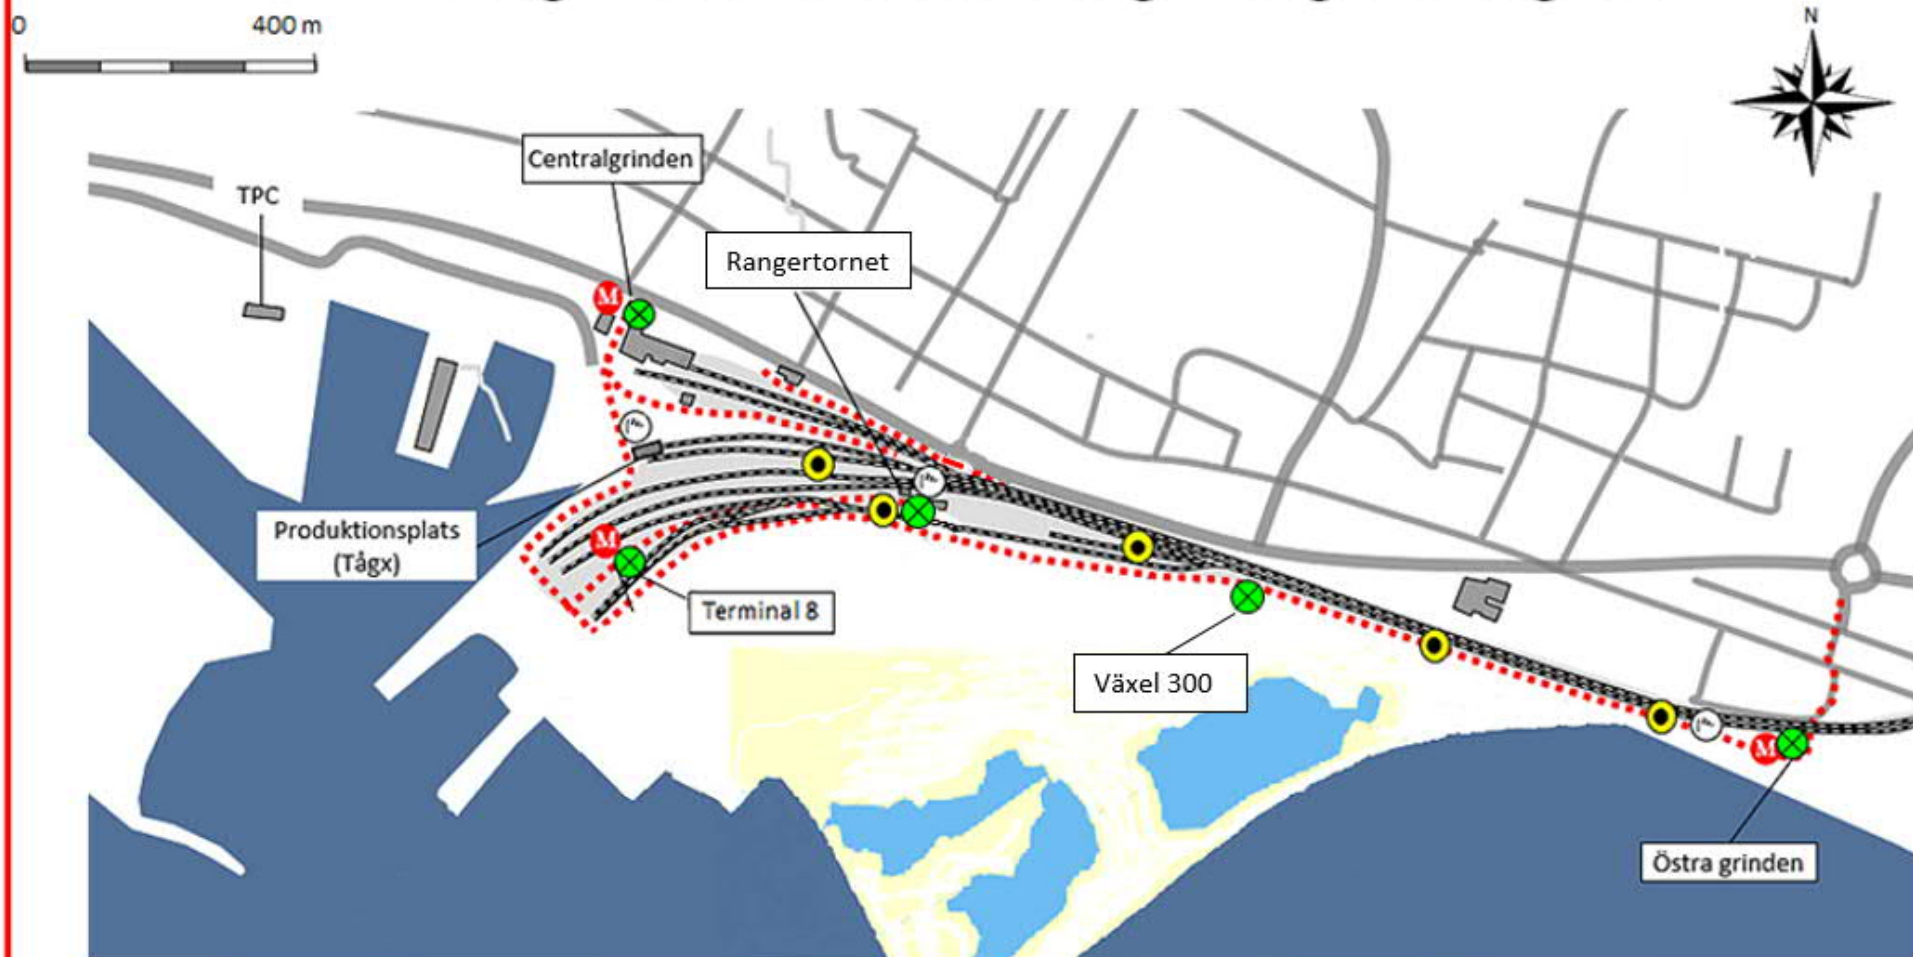 0 400 m
N
Centralgrinden
TPC
Rangertornet
M
Produktionsplats
(Tågx)
M
Terminal 8
Växel 300
M
Östra grinden